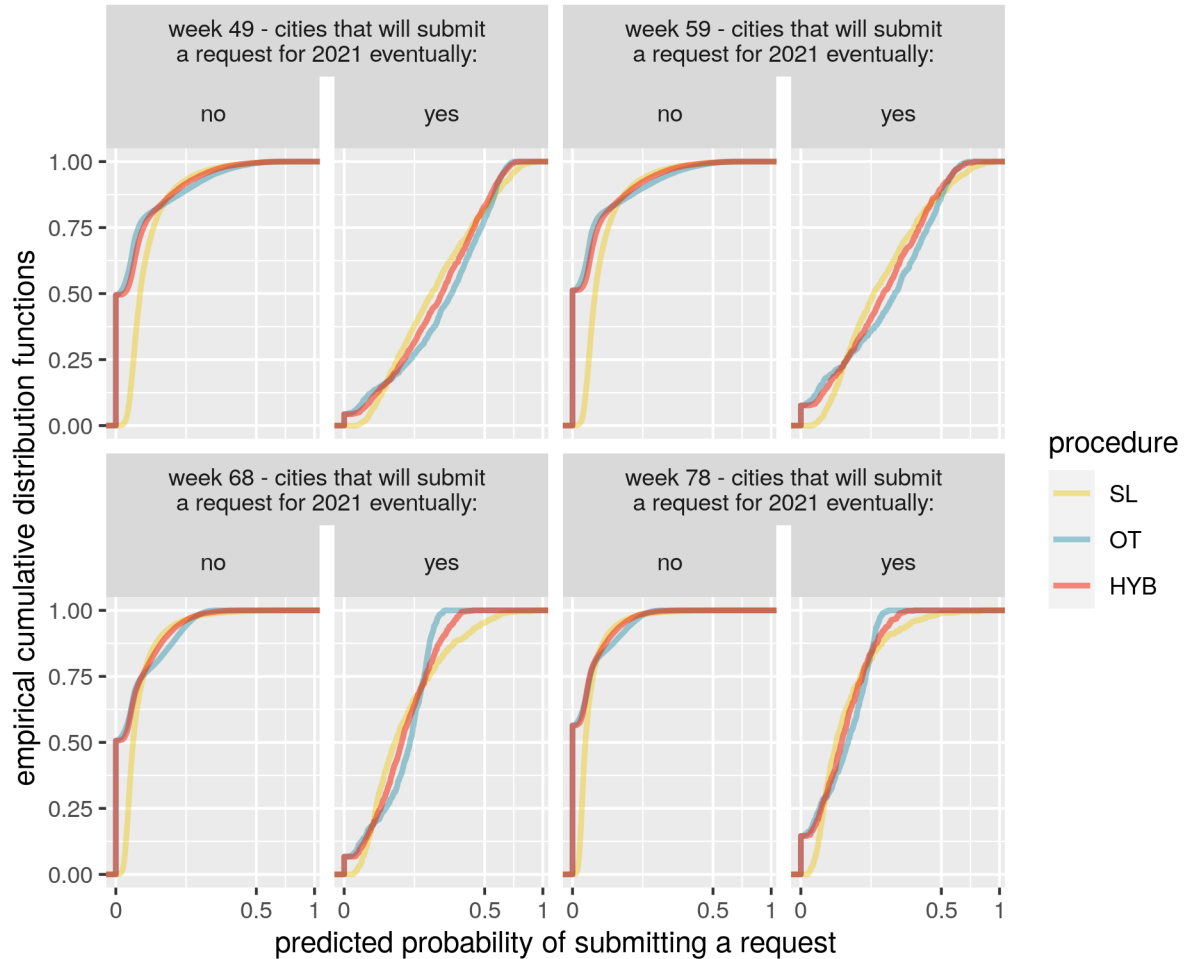 week 49 - cities that will submit
a request for 2021 eventually:
no
yes
week 59 - cities that will submit
a request for 2021 eventually:
no
yes
1.00
0.75
0.50
0.25
0.00
week 68 - cities that will submit
a request for 2021 eventually:
no
yes
week 78 - cities that will submit
a request for 2021 eventually:
no
yes
1.00
0.75
0.50
0.25
0.00
0
0.5
1
0
0.5
1
0
0.5
1
0
0.5
1
predicted probability of submitting a request
empirical cumulative distribution functions
procedure
SL
OT
HYB